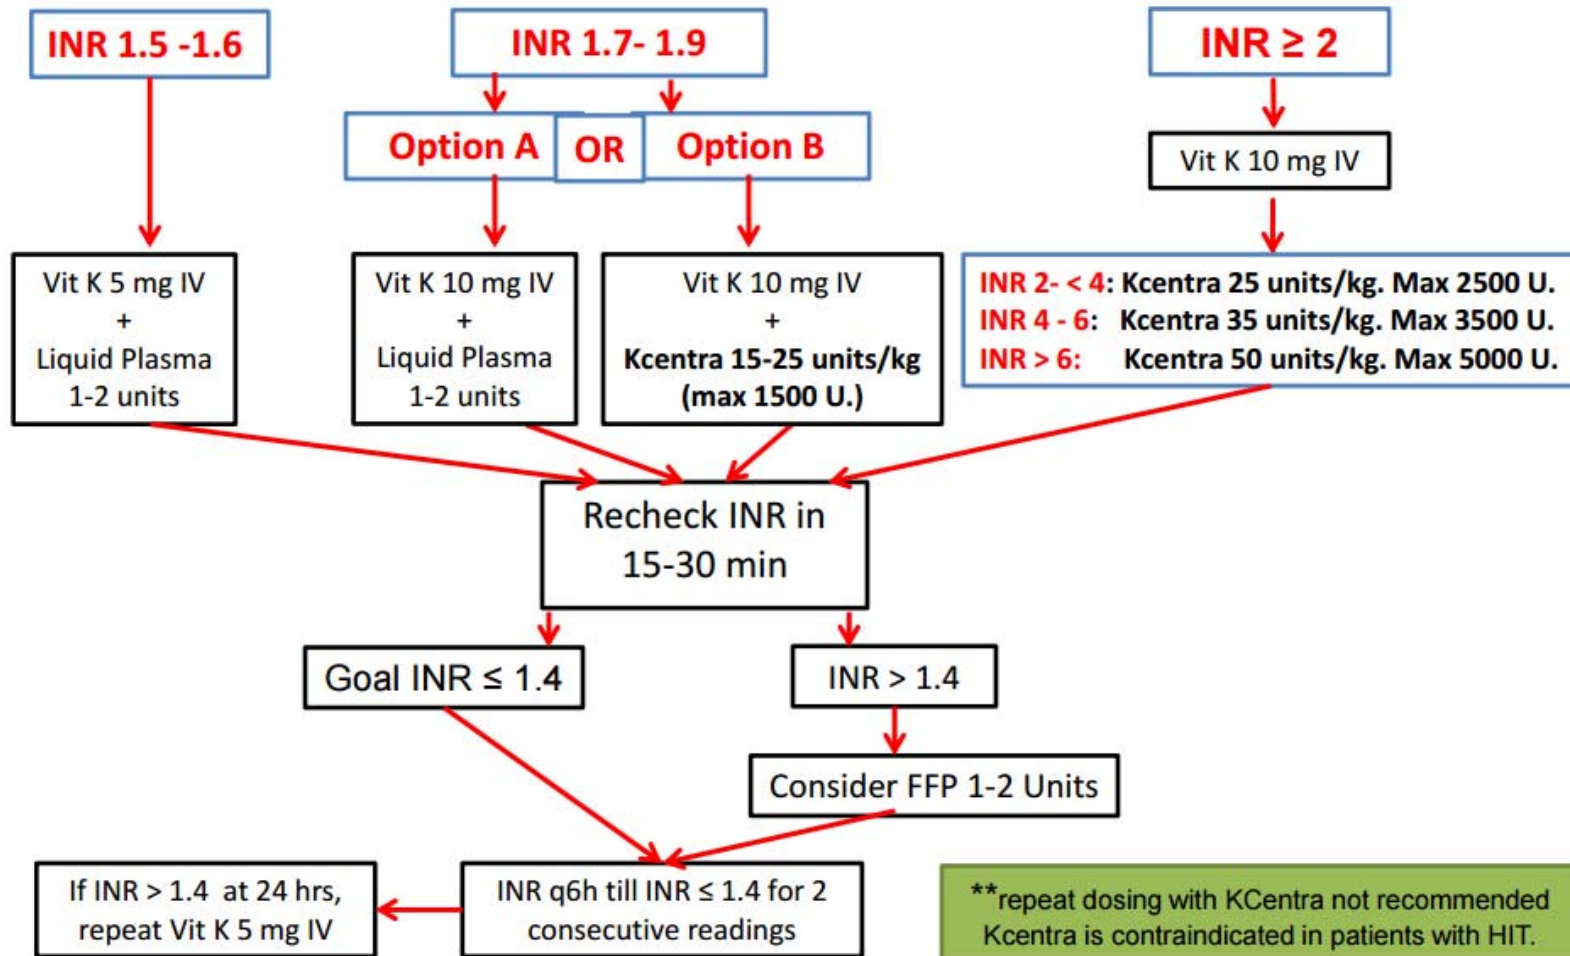 INR 1.5 -1.6
INR 1.7- 1.9
INR ≥ 2
Option A
OR
Option B
Vit K 10 mg IV
Vit K 5 mg IV
+
Liquid Plasma
1-2 units
Vit K 10 mg IV
+
Liquid Plasma
1-2 units
Vit K 10 mg IV
+
Kcentra 15-25 units/kg
(max 1500 U.)
INR 2- < 4: Kcentra 25 units/kg. Max 2500 U.
INR 4 - 6: Kcentra 35 units/kg. Max 3500 U.
INR > 6: Kcentra 50 units/kg. Max 5000 U.
Recheck INR in
15-30 min
Goal INR ≤ 1.4
INR > 1.4
Consider FFP 1-2 Units
If INR > 1.4 at 24 hrs,
repeat Vit K 5 mg IV
INR q6h till INR ≤ 1.4 for 2
consecutive readings
**repeat dosing with KCentra not recommended
Kcentra is contraindicated in patients with HIT.